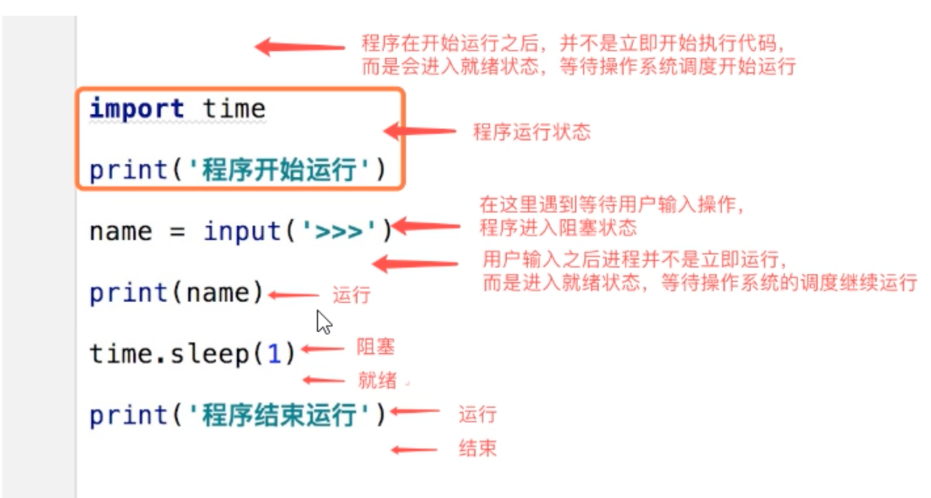 程序在开始运行之后，并不是立即开始执行代码，
而是会进入就绪状态，等待操作系统调度开始运行
import time
程序运行状态
print('程序开始运行')
在这里遇到等待用户输入操作，
程序进入阻塞状态
name = input('>>>')
用户输入之后进程并不是立即运行，
而是进入就绪状态，等待操作系统的调度继续运行
print(name)
运行
time.sleep(1)
阻塞
就绪
print('程序结束运行')
运行
结束